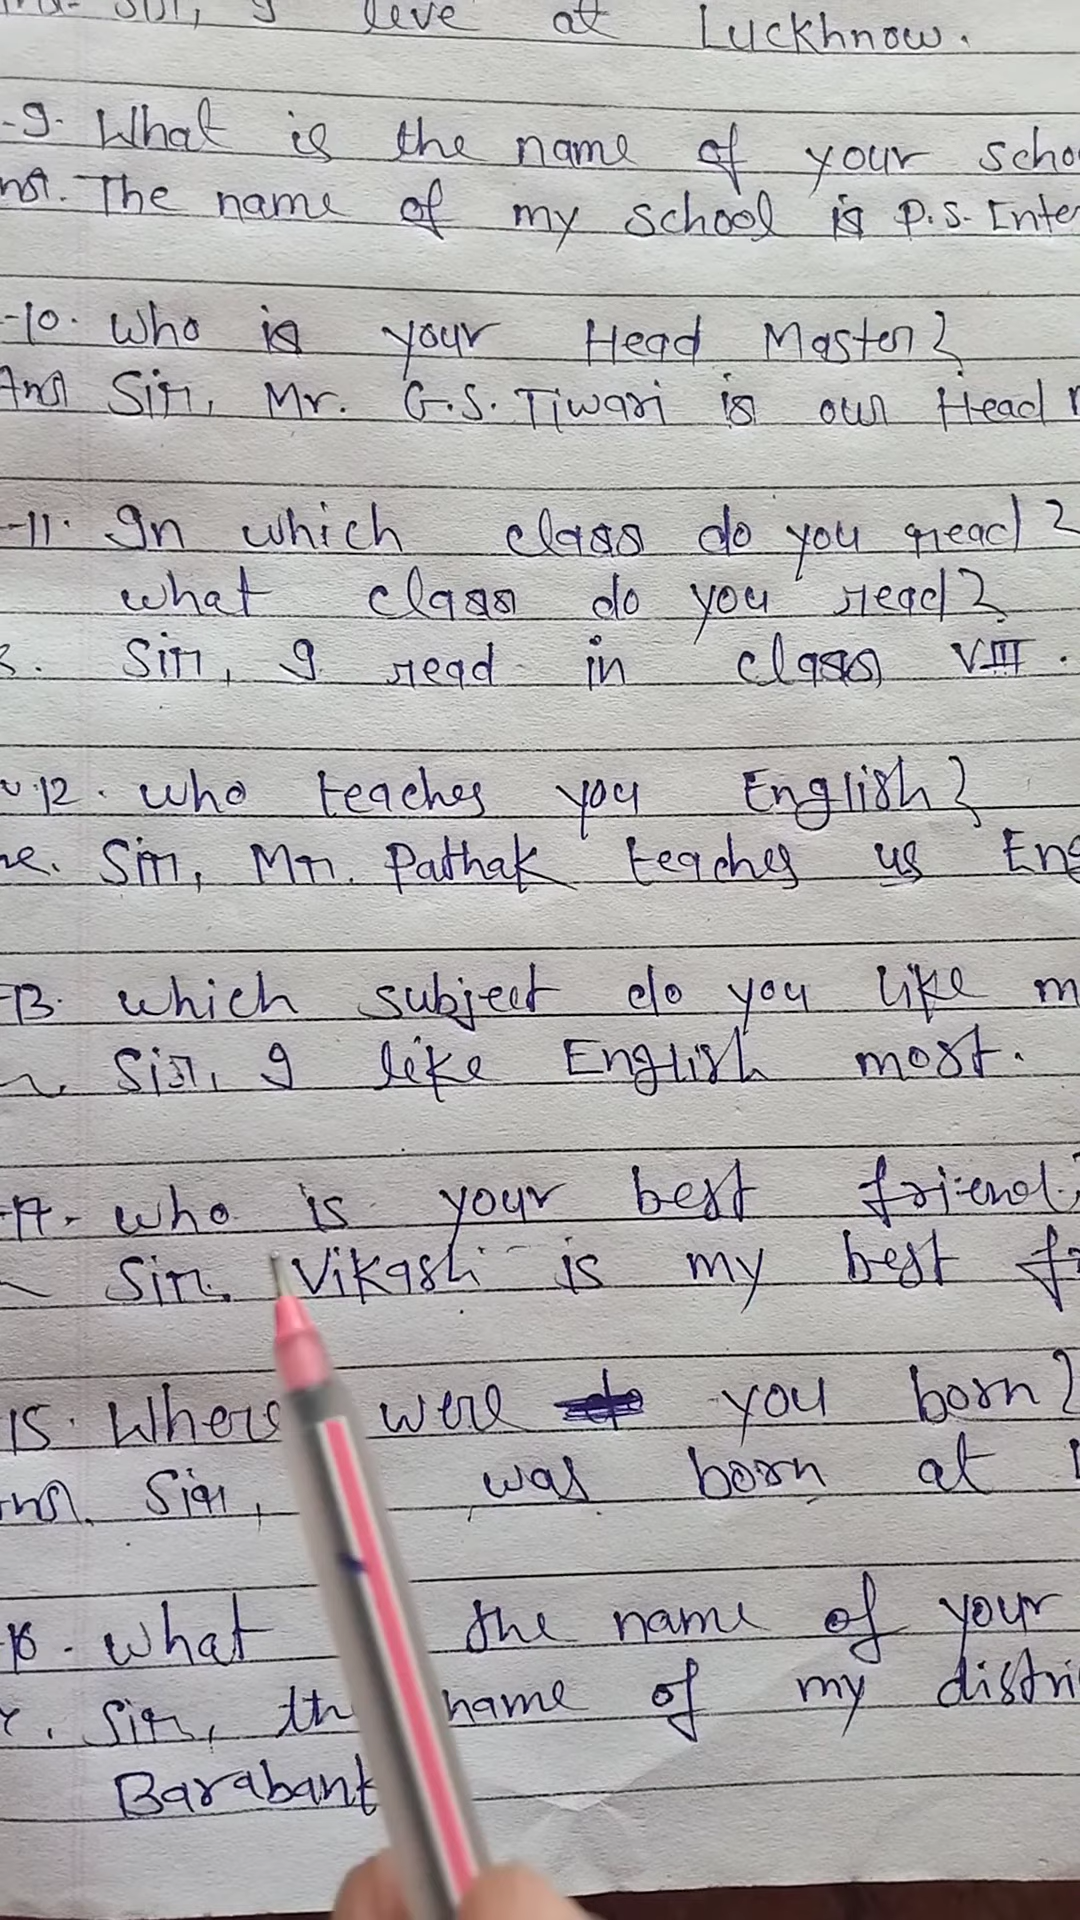 leve at Luckhnow.
-9. What is the name of your scho
The name of my school is P.S. Inte
-10. Who is your Head Master?
Ans Sir, Mr. G.S. Tiwari is our Head
-11. In which class do you read?
what class do you read?
Sir, I read in class VIII.
12. who teaches you English?
Sir, Mr. Pathak teaches us Eng
-13. which subject do you like m
Sir, I like English most.
-14. who is your best friend
Sir. Vikash is my best f
15. Where were you born?
Sir, was born at
16. what the name of your
Sir, th name of my distri
Barabank